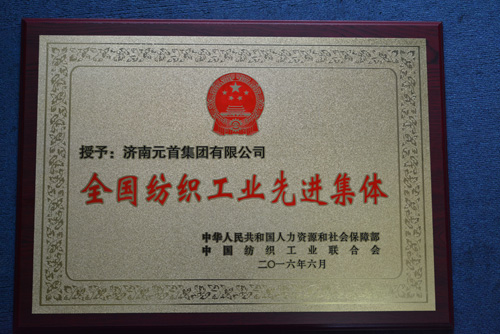 授予：济南元首集团有限公司
全国纺织工业先进集体
中华人民共和国人力资源和社会保障部
中国纺织工业联合会
二〇一六年六月